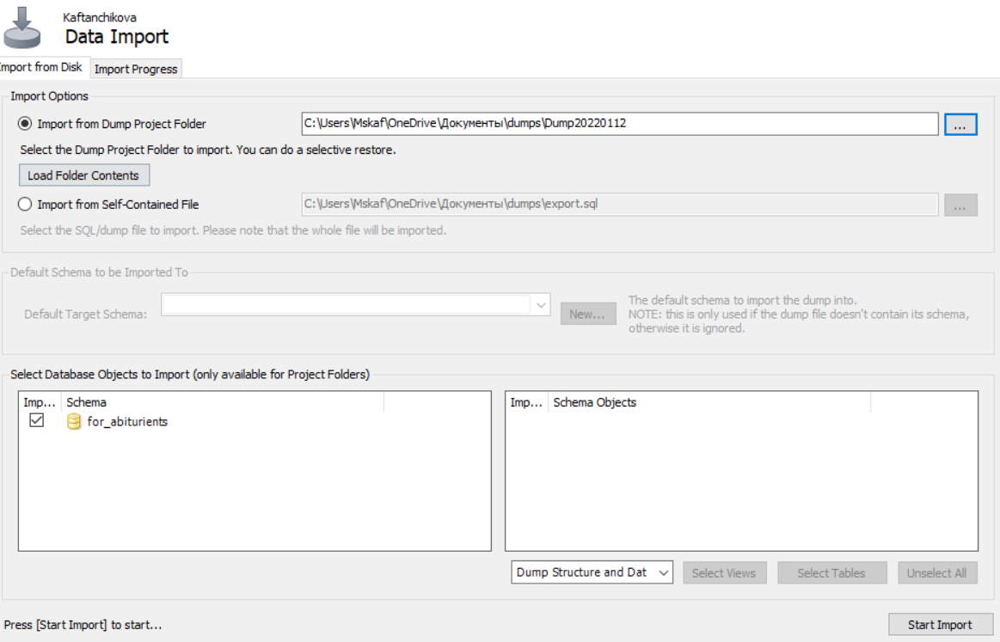 Kaftanchikova
Data Import
Import from Disk Import Progress
Import Options
Import from Dump Project Folder C:\Users\Mskaf\OneDrive\Документы\dumps\Dump20220112 ...
Select the Dump Project Folder to import. You can do a selective restore.
Load Folder Contents
Import from Self-Contained File C:\Users\Mskaf\OneDrive\Документы\dumps\export.sql ...
Select the SQL/dump file to import. Please note that the whole file will be imported.
Default Schema to be Imported To
Default Target Schema: New...
The default schema to import the dump into.
NOTE: this is only used if the dump file doesn't contain its schema,
otherwise it is ignored.
Select Database Objects to Import (only available for Project Folders)
Imp... Schema Imp... Schema Objects
for_abiturients
Dump Structure and Dat Select Views Select Tables Unselect All
Press [Start Import] to start... Start Import